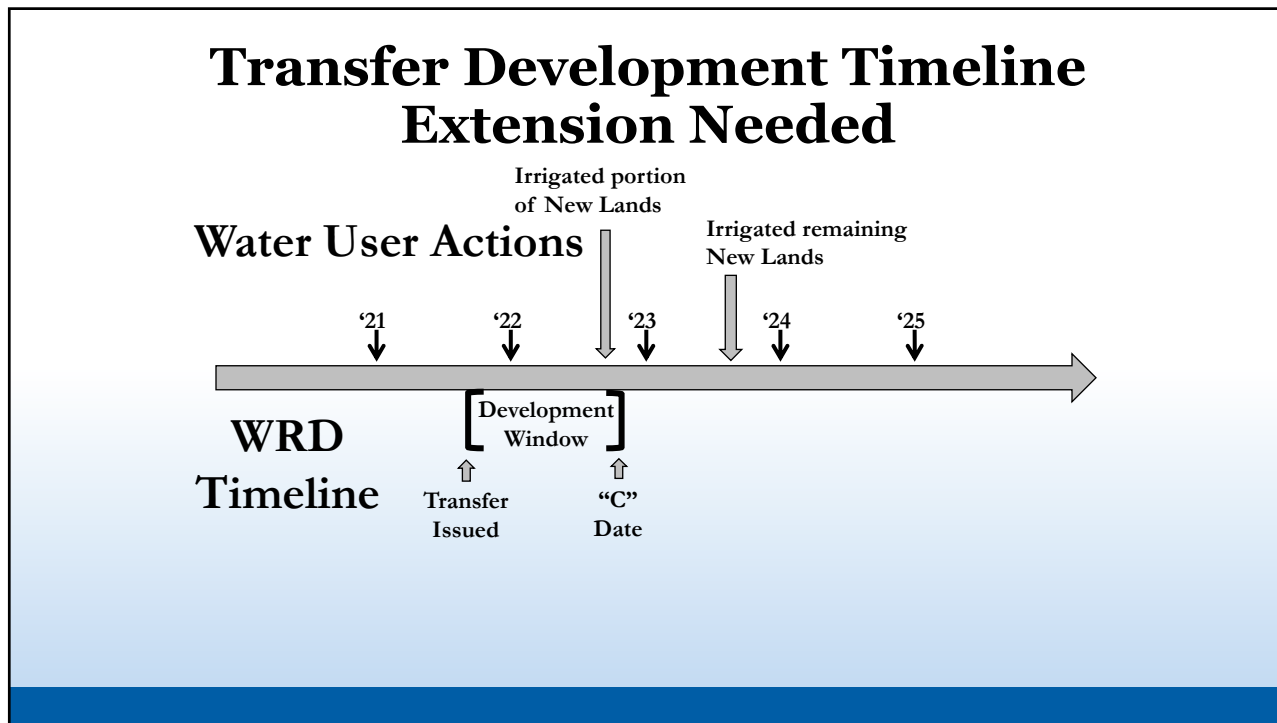 Transfer Development Timeline
Extension Needed
Irrigated portion
of New Lands
Water User Actions
Irrigated remaining
New Lands
‘21
‘22
‘23
‘24
‘25
WRD
Timeline
Development
Window
Transfer
Issued
“C”
Date